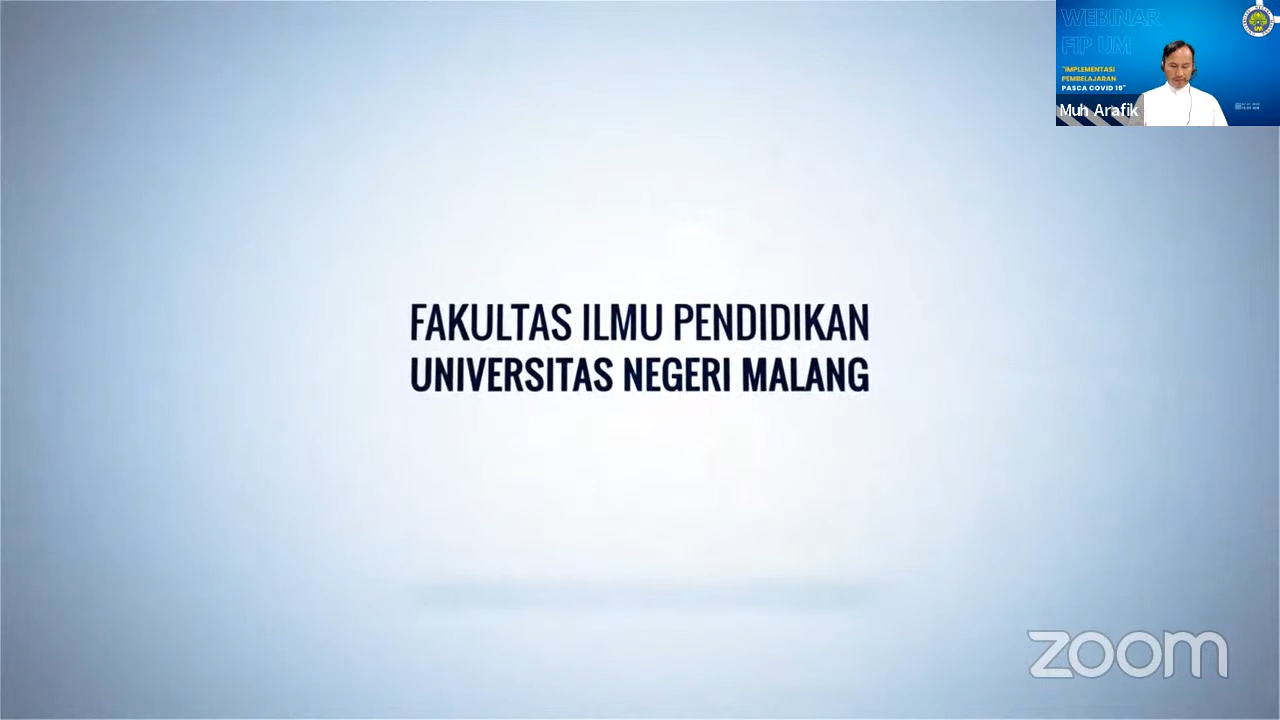 WEBINAR
FIP UM
"IMPLEMENTASI
PEMBELAJARAN
PASCA COVID 19"
Muh Arafik
FAKULTAS ILMU PENDIDIKAN
UNIVERSITAS NEGERI MALANG
zoom